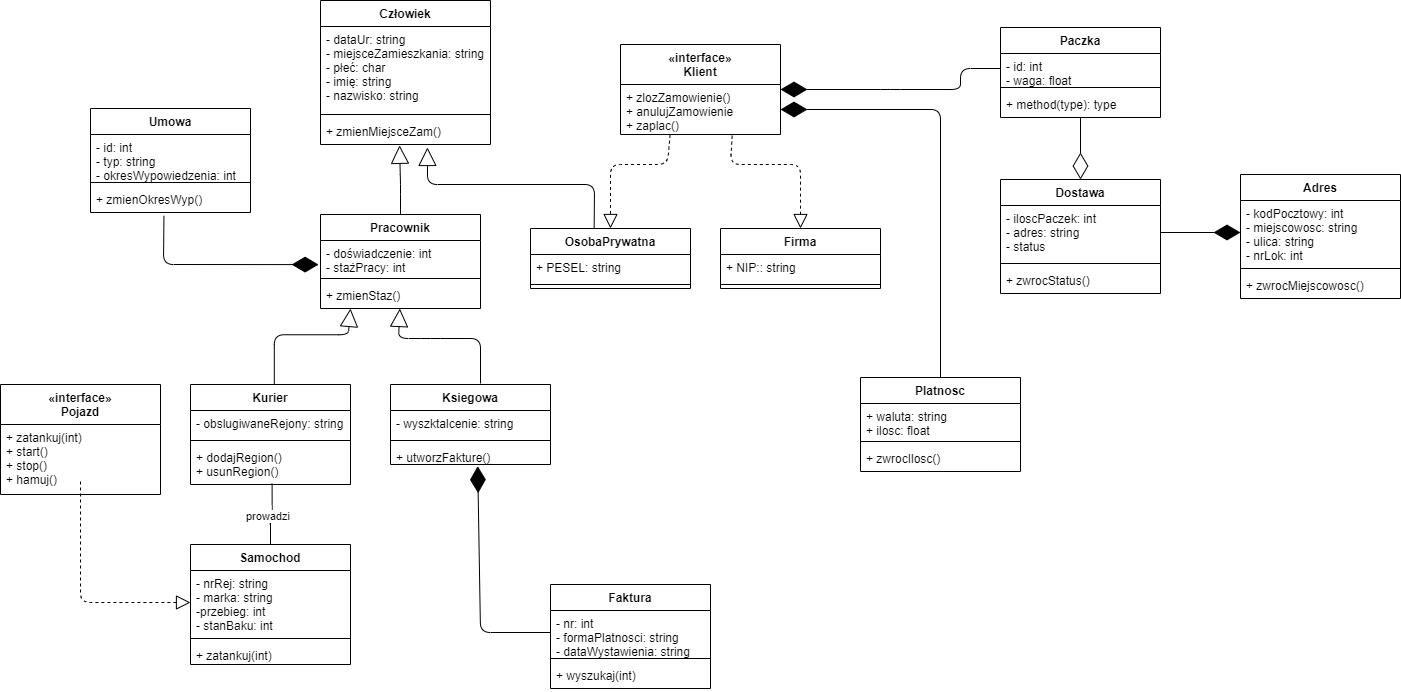 Człowiek
- dataUr: string
- miejsceZamieszkania: string
- płeć: char
- imię: string
- nazwisko: string
+ zmienMiejsceZam()
«interface»
Klient
+ zlozZamowienie()
+ anulujZamowienie
+ zaplac()
Paczka
- id: int
- waga: float
+ method(type): type
Umowa
- id: int
- typ: string
- okresWypowiedzenia: int
+ zmienOkresWyp()
Pracownik
- doświadczenie: int
- stażPracy: int
+ zmienStaz()
OsobaPrywatna
+ PESEL: string
Firma
+ NIP:: string
Dostawa
- iloscPaczek: int
- adres: string
- status
+ zwrocStatus()
Adres
- kodPocztowy: int
- miejscowosc: string
- ulica: string
- nrLok: int
+ zwrocMiejscowosc()
«interface»
Pojazd
+ zatankuj(int)
+ start()
+ stop()
+ hamuj()
Kurier
- obslugiwaneRejony: string
+ dodajRegion()
+ usunRegion()
Ksiegowa
- wyszktalcenie: string
+ utworzFakture()
Platnosc
+ waluta: string
+ ilosc: float
+ zwrocIlosc()
prowadzi
Samochod
- nrRej: string
- marka: string
-przebieg: int
- stanBaku: int
+ zatankuj(int)
Faktura
- nr: int
- formaPlatnosci: string
- dataWystawienia: string
+ wyszukaj(int)